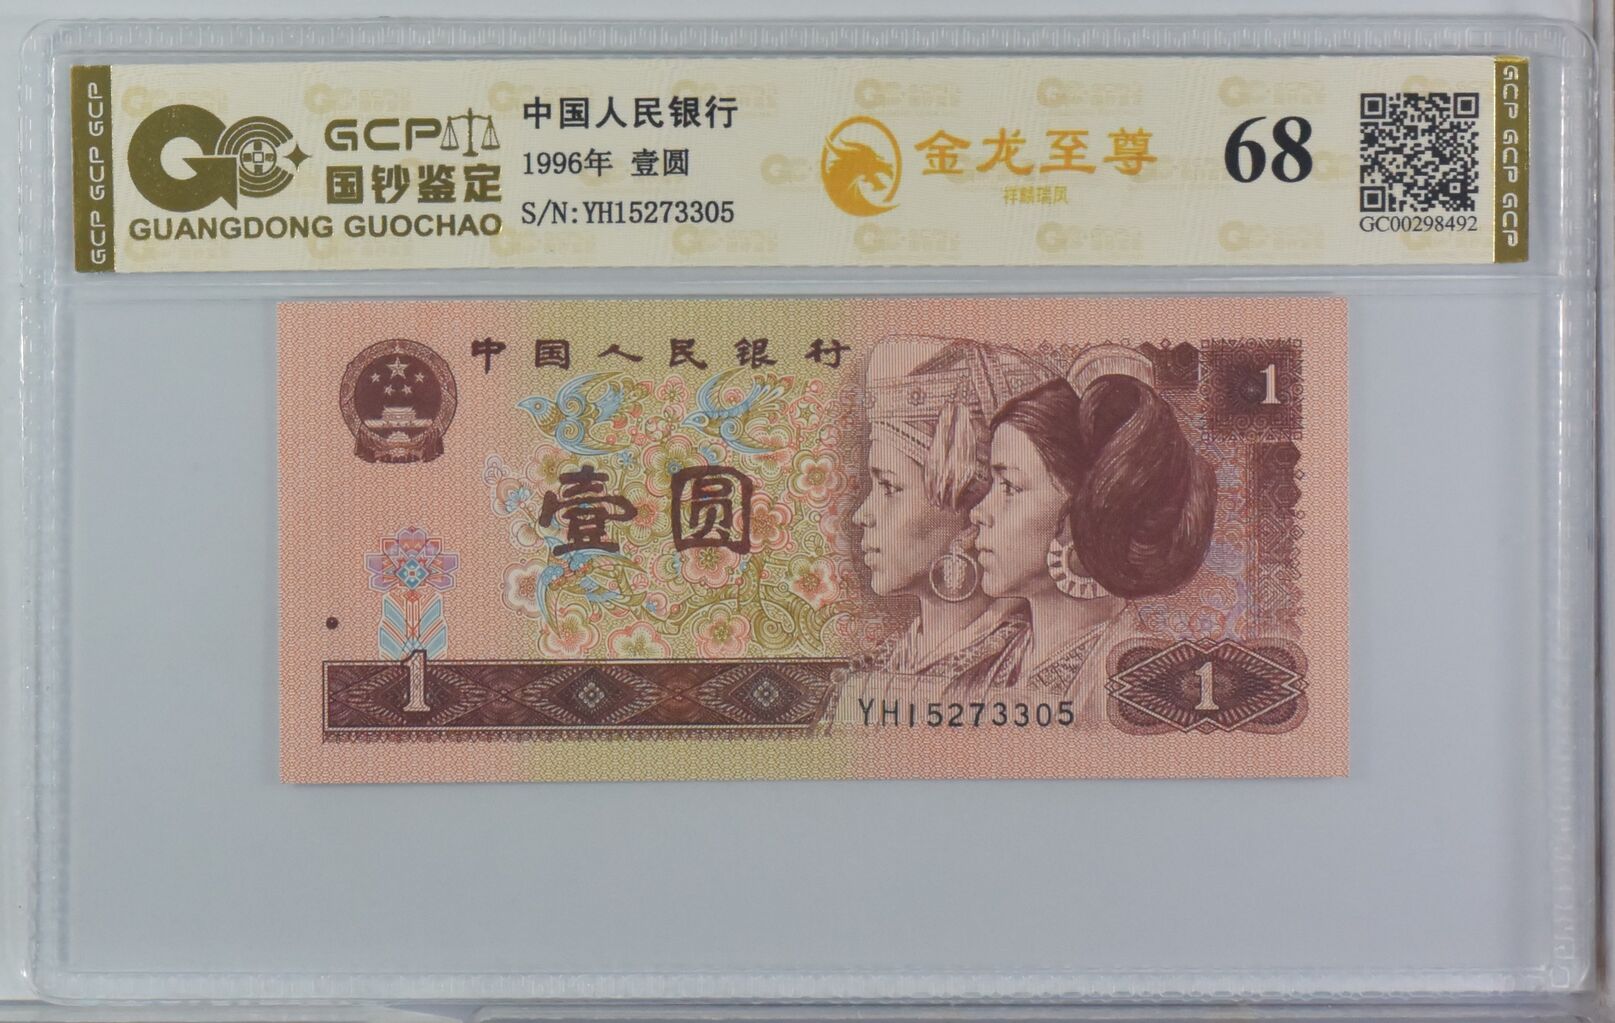 GCP GCP GCP
GCP
国钞鉴定
GUANGDONG GUOCHAO
中国人民银行
1996年 壹圆
S/N:YH15273305
金龙至尊
祥麟瑞凤
68
GC00298492
GCP GCP GCP
中国人民银行
1
壹圆
1
1
YH15273305